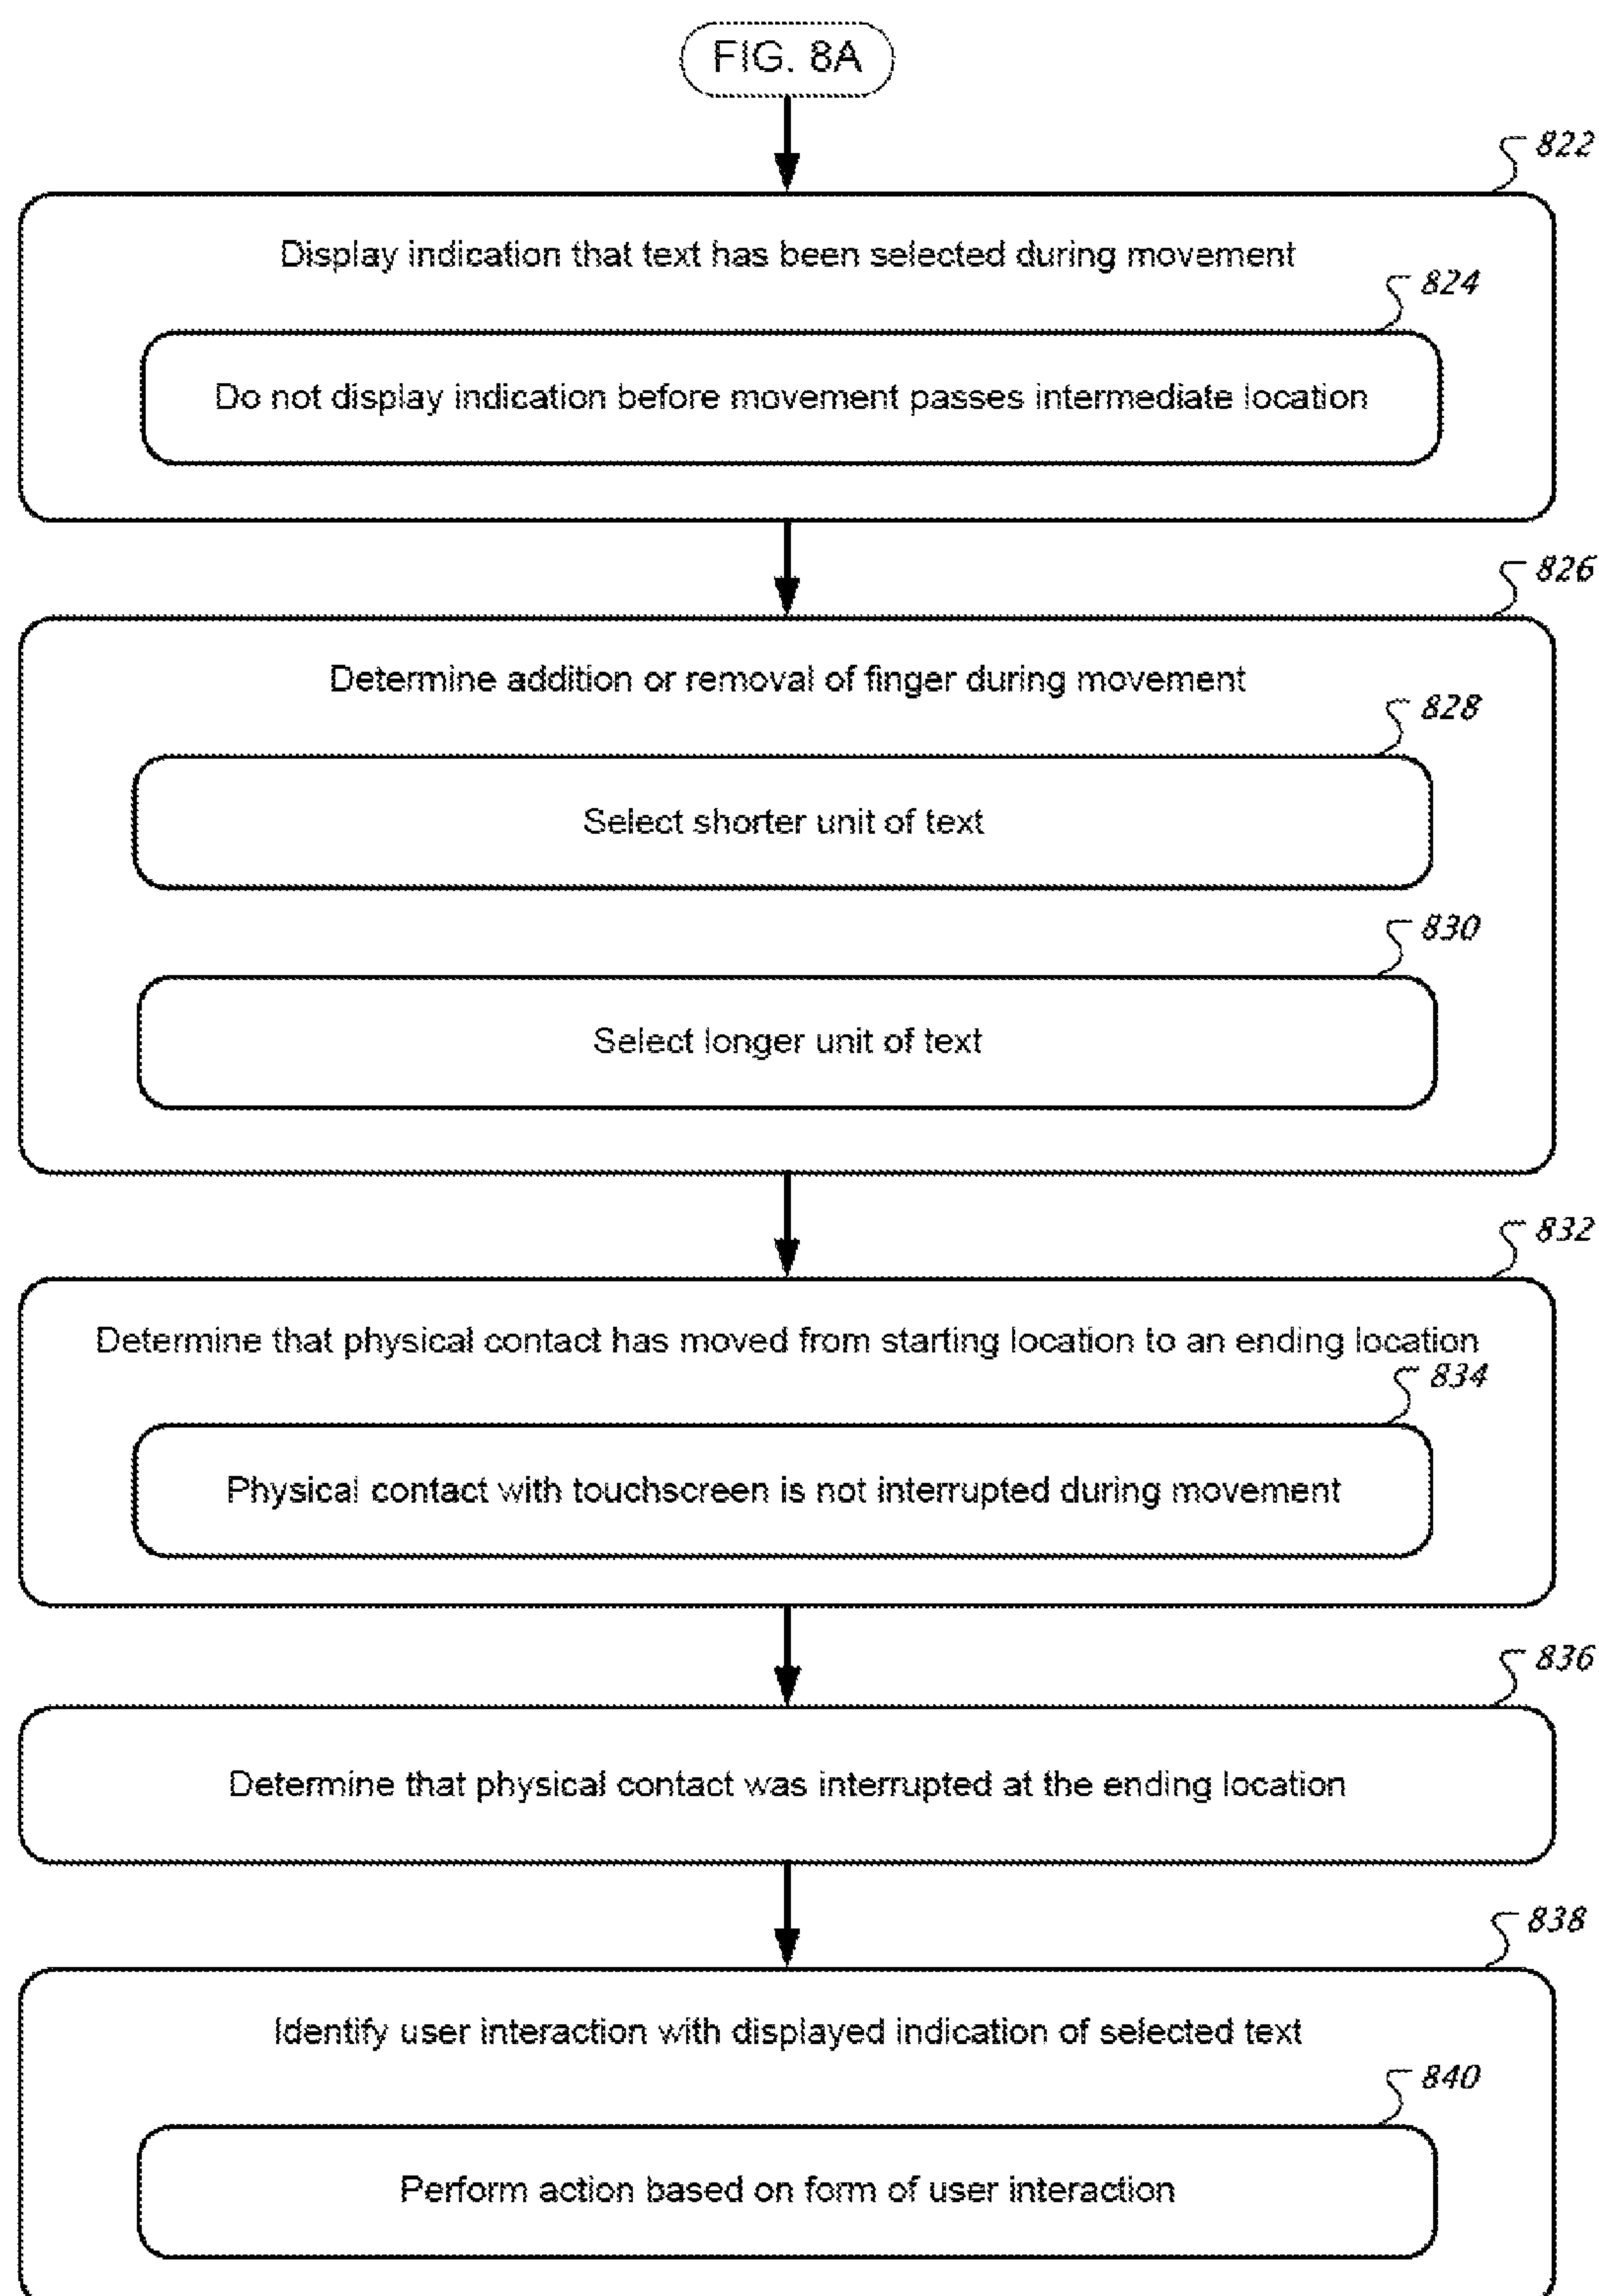 FIG. 8A
822
Display indication that text has been selected during movement
824
Do not display indication before movement passes intermediate location
826
Determine addition or removal of finger during movement
828
Select shorter unit of text
830
Select longer unit of text
832
Determine that physical contact has moved from starting location to an ending location
834
Physical contact with touchscreen is not interrupted during movement
836
Determine that physical contact was interrupted at the ending location
838
Identify user interaction with displayed indication of selected text
840
Perform action based on form of user interaction